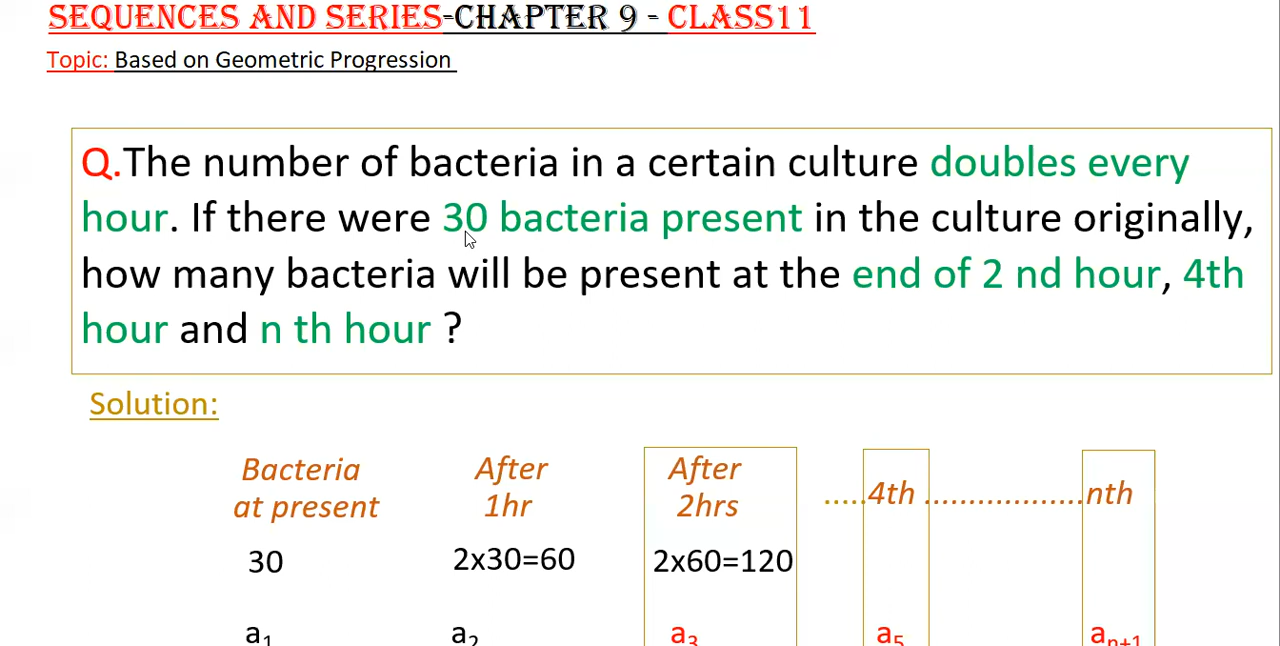 SEQUENCES AND SERIES-CHAPTER 9 - CLASS11
Topic: Based on Geometric Progression
Q.The number of bacteria in a certain culture doubles every
hour. If there were 30 bacteria present in the culture originally,
how many bacteria will be present at the end of 2 nd hour, 4th
hour and n th hour ?
Solution:
Bacteria at present After 1hr After 2hrs .....4th ..................nth
30 2x30=60 2x60=120
a₁ a₂ a₃ a₅ aₙ₊₁